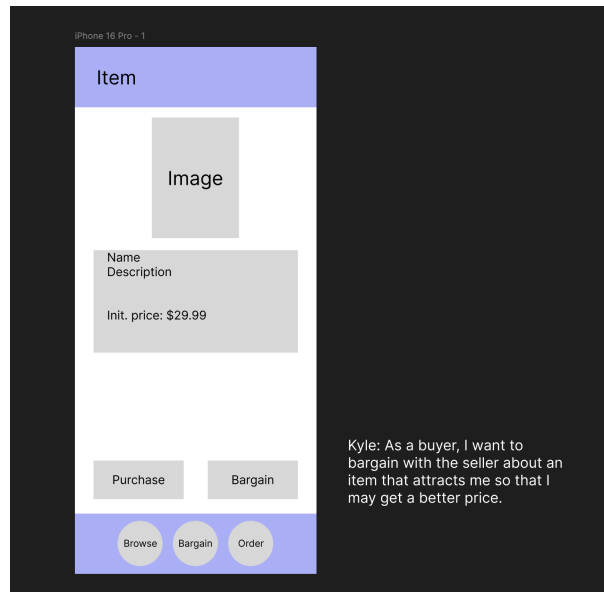 iPhone 16 Pro - 1
Item
Image
Name
Description
Init. price: $29.99
Purchase
Bargain
Kyle: As a buyer, I want to
bargain with the seller about an
item that attracts me so that I
may get a better price.
Browse
Bargain
Order